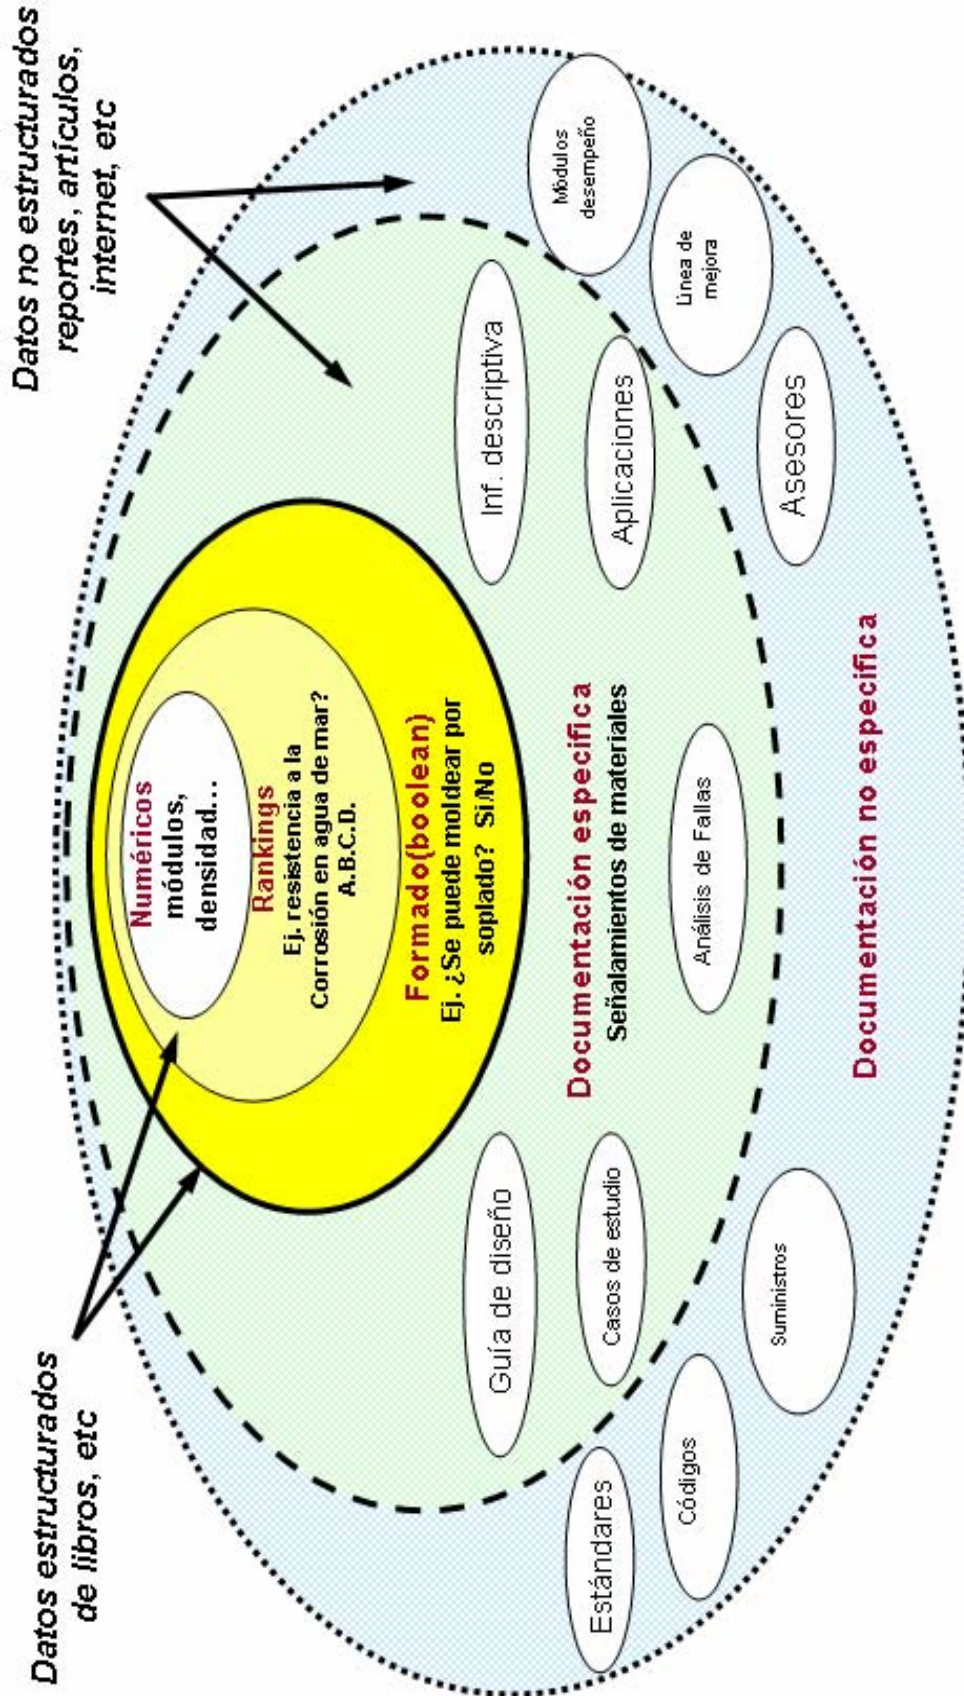 Datos estructurados
de libros, etc
Datos no estructurados
reportes, artículos,
internet, etc
Numéricos
módulos,
densidad...
Rankings
Ej. resistencia a la
Corrosión en agua de mar?
A.B.C.D.
Formado(boolean)
Ej. ¿Se puede moldear por
soplado? Si/No
Guía de diseño
Inf. descriptiva
Documentación especifica
Señalamientos de materiales
Casos de estudio
Aplicaciones
Análisis de Fallas
Estándares
Módulos
desempeño
Códigos
Línea de
mejora
Suministros
Asesores
Documentación no especifica